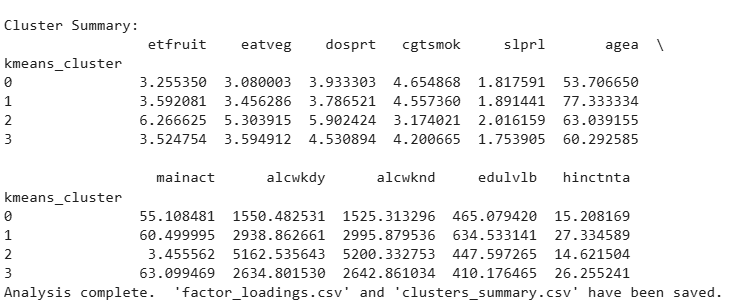 Cluster Summary:
etfruit eatveg dosprt cgtsmok slprl agea \
kmeans_cluster
0 3.255350 3.080003 3.933303 4.654868 1.817591 53.706650
1 3.592081 3.456286 3.786521 4.557360 1.891441 77.333334
2 6.266625 5.303915 5.902424 3.174021 2.016159 63.039155
3 3.524754 3.594912 4.530894 4.200665 1.753905 60.292585
mainact alcwkdy alcwknd edulvlb hinctnta
kmeans_cluster
0 55.108481 1550.482531 1525.313296 465.079420 15.208169
1 60.499995 2938.862661 2995.879536 634.533141 27.334589
2 3.455562 5162.535643 5200.332753 447.597265 14.621504
3 63.099469 2634.801530 2642.861034 410.176465 26.255241
Analysis complete. 'factor_loadings.csv' and 'clusters_summary.csv' have been saved.